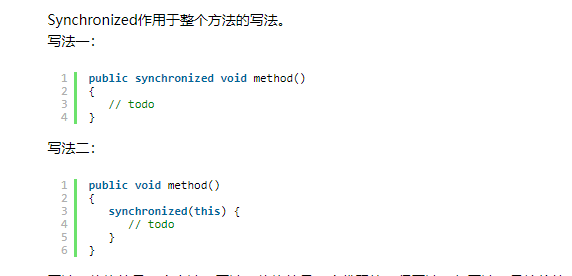 Synchronized作用于整个方法的写法。
写法一：
1 public synchronized void method()
2 {
3    // todo
4 }
写法二：
1 public void method()
2 {
3    synchronized(this) {
4       // todo
5    }
6 }